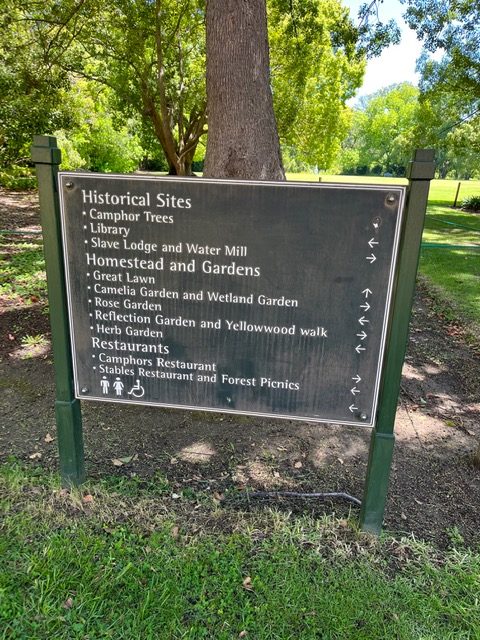 Historical Sites
• Camphor Trees
• Library ←
• Slave Lodge and Water Mill →
Homestead and Gardens
• Great Lawn ↑
• Camelia Garden and Wetland Garden →
• Rose Garden ←
• Reflection Garden and Yellowwood walk →
• Herb Garden ←
Restaurants
• Camphors Restaurant →
• Stables Restaurant and Forest Picnics ←
←